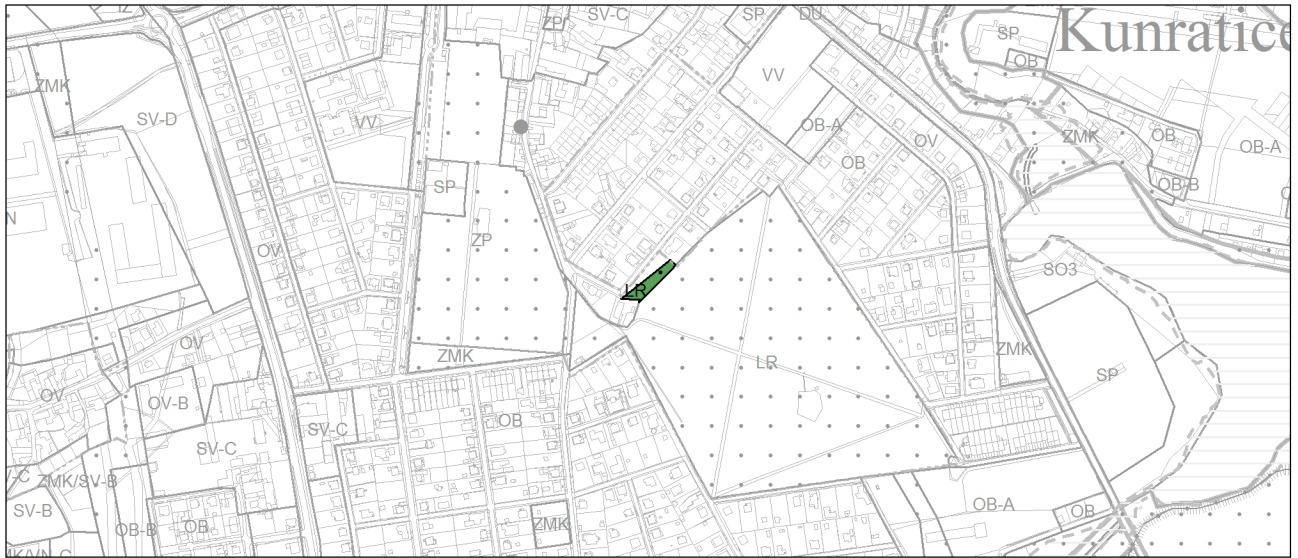 IZ
ZP
SV-C
SP
DU
SP
OB
Kunratice
ZMK
SV-D
VV
VV
OB-A
OB
OV
ZMK
OB
OB-A
OB-B
SP
N
OV
ZP
LR
SO3
OV
ZMK
ZMK
LR
SP
OV
OV-B
SV-C
OB
SV-C
ZMK/SV-B
SV-B
OB-B
OB
ZMK
OB-A
OB